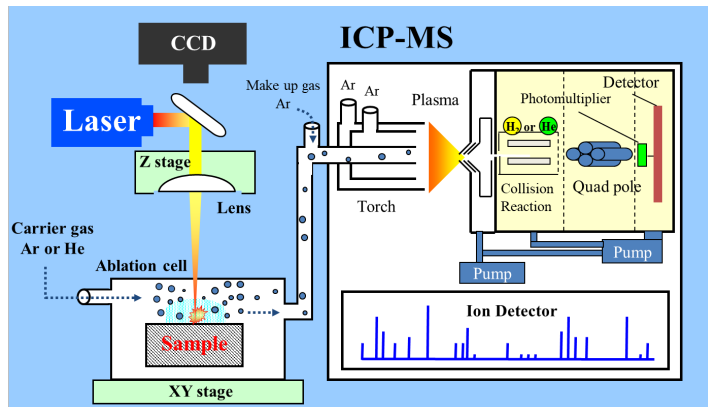 CCD
ICP-MS
Make up gas
Ar
Ar
Ar
Plasma
Detector
Photomultiplier
Laser
H₂ or He
Z stage
Lens
Torch
Collision
Reaction
Quad pole
Carrier gas
Ar or He
Ablation cell
Pump
Pump
Sample
Ion Detector
XY stage